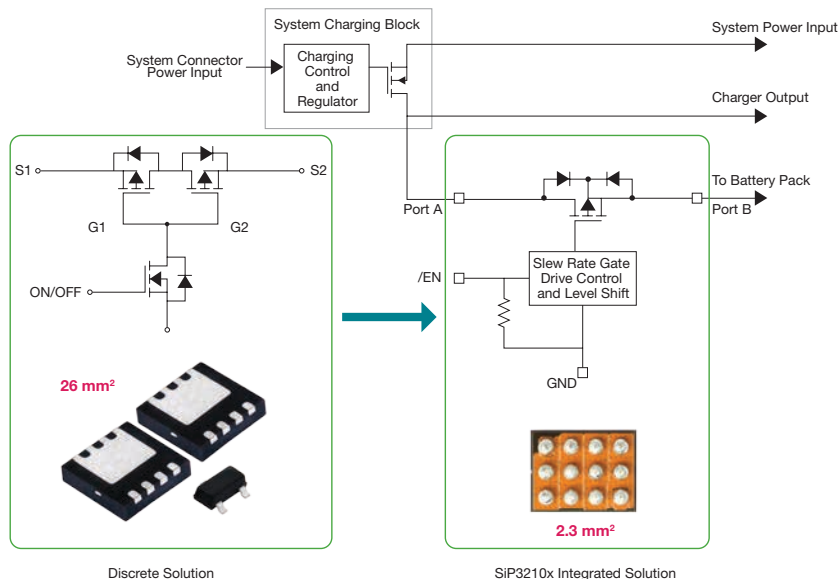 System Charging Block
System Power Input
System Connector
Power Input
Charging
Control
and
Regulator
Charger Output
S1
S2
To Battery Pack
Port A
Port B
G1
G2
Slew Rate Gate
Drive Control
and Level Shift
/EN
ON/OFF
26 mm²
GND
2.3 mm²
Discrete Solution
SiP3210x Integrated Solution